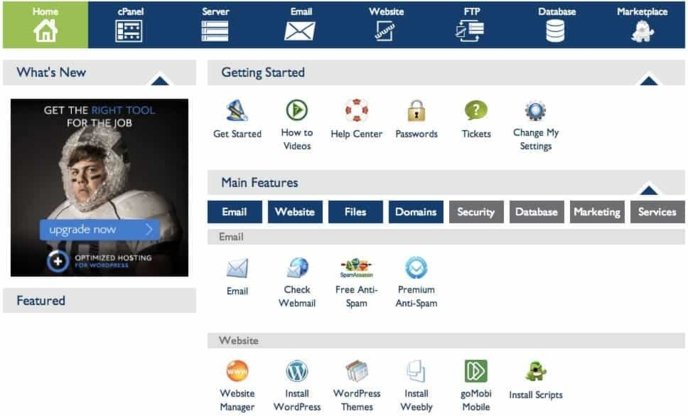 Home
cPanel
Server
Email
Website
FTP
Database
Marketplace
What's New
GET THE RIGHT TOOL
FOR THE JOB
upgrade now
OPTIMIZED HOSTING
FOR WORDPRESS
Featured
Getting Started
Get Started
How to
Videos
Help Center
Passwords
Tickets
Change My
Settings
Main Features
Email
Website
Files
Domains
Security
Database
Marketing
Services
Email
Email
Check
Webmail
SpamAssassin
Free Anti-
Spam
Premium
Anti-Spam
Website
WWW
Website
Manager
Install
WordPress
WordPress
Themes
Install
Weebly
goMobi
Mobile
Install Scripts